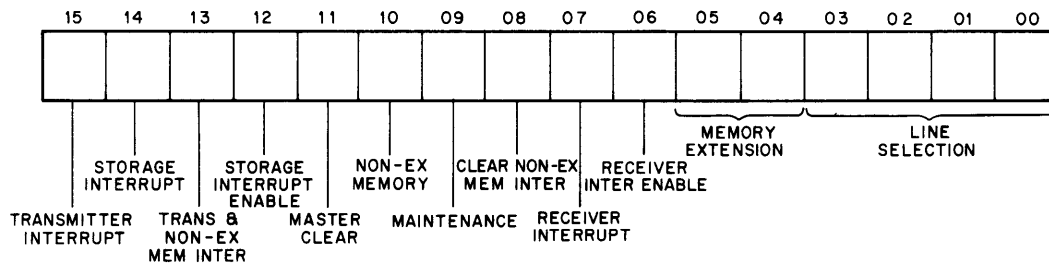 15 14 13 12 11 10 09 08 07 06 05 04 03 02 01 00
MEMORY
EXTENSION
LINE
SELECTION
STORAGE
INTERRUPT
STORAGE
INTERRUPT
ENABLE
NON-EX
MEMORY
CLEAR NON-EX
MEM INTER
RECEIVER
INTER ENABLE
TRANSMITTER
INTERRUPT
TRANS &
NON-EX
MEM INTER
MASTER
CLEAR
MAINTENANCE
RECEIVER
INTERRUPT